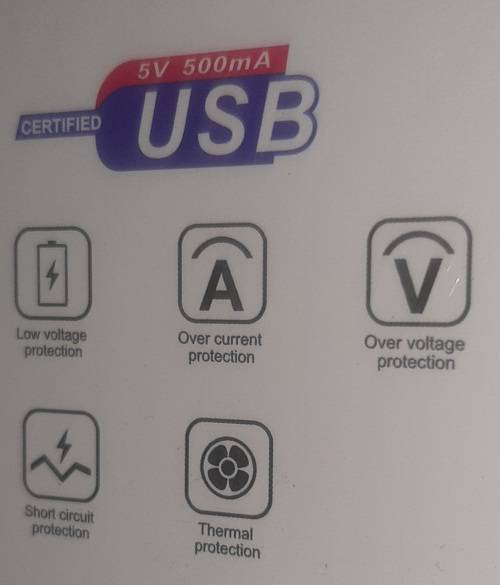 5V 500mA
CERTIFIED USB
A
V
Low voltage
protection
Over current
protection
Over voltage
protection
Short circuit
protection
Thermal
protection